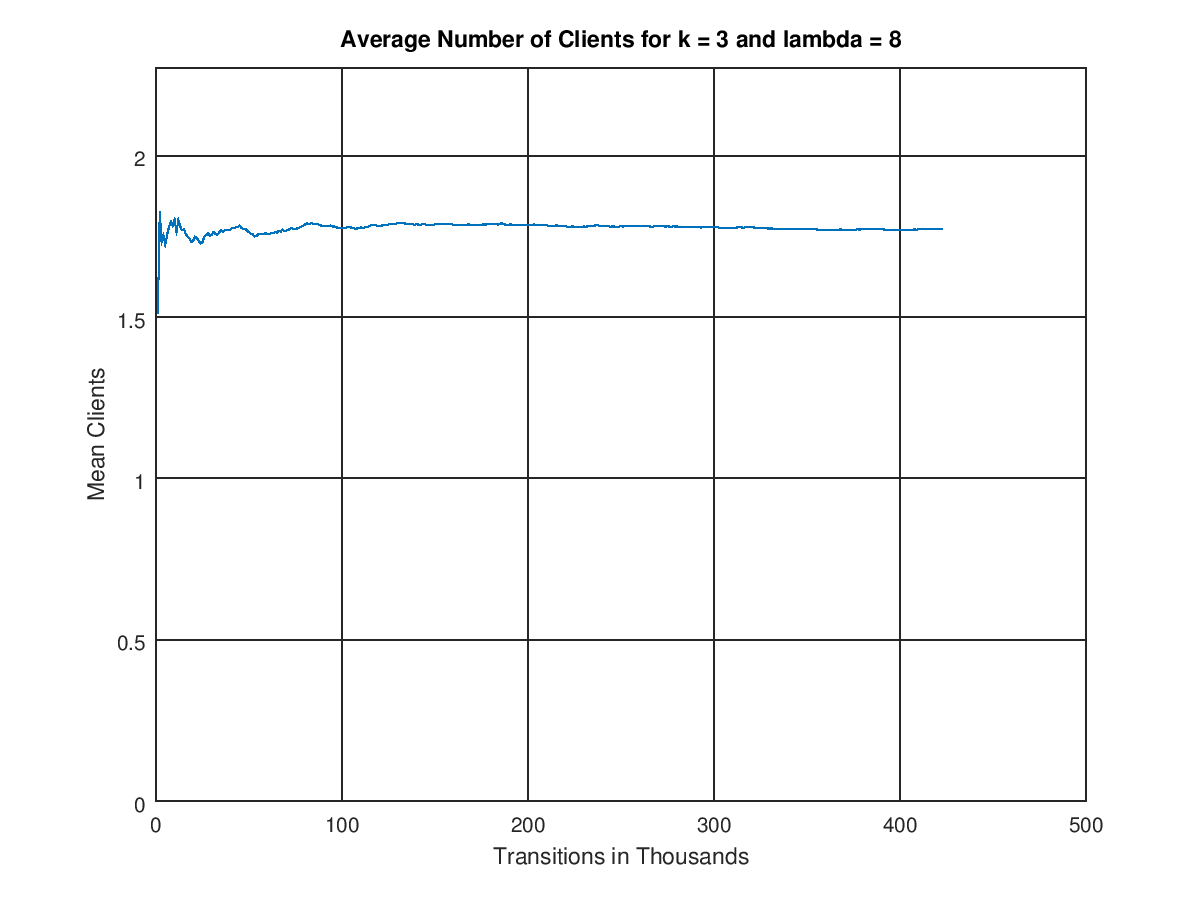 Average Number of Clients for k = 3 and lambda = 8
2
1.5
1
0.5
0
Mean Clients
0 100 200 300 400 500
Transitions in Thousands